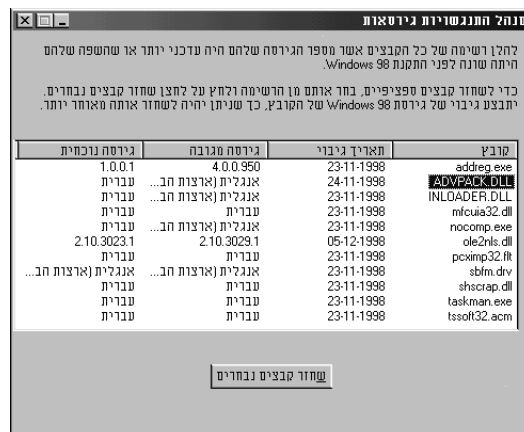 מנהל התנגשויות גירסאות
להלן רשימה של כל הקבצים אשר מספר הגירסה שלהם היה עדכני יותר או שהשפה שלהם
היתה שונה לפני התקנת Windows 98.
כדי לשחזר קבצים ספציפיים, בחר אותם מן הרשימה ולחץ על לחצן שחזר קבצים נבחרים.
יתבצע גיבוי של גירסת Windows 98 של הקובץ, כך שניתן יהיה לשחזר אותה מאוחר יותר.
קובץ תאריך גיבוי גירסה מגובה גירסה נוכחית
addreg.exe 23-11-1998 4.0.0.950 1.0.0.1
ADVPACK.DLL 24-11-1998 אנגלית (ארצות הב... עברית
INLOADER.DLL 23-11-1998 אנגלית (ארצות הב... עברית
mfcuia32.dll 23-11-1998 עברית עברית
nocomp.exe 23-11-1998 אנגלית (ארצות הב... עברית
ole2nls.dll 05-12-1998 2.10.3029.1 2.10.3023.1
pcximp32.flt 23-11-1998 עברית עברית
sbfm.drv 23-11-1998 אנגלית (ארצות הב... אנגלית (ארצות הב...
shscrap.dll 23-11-1998 עברית עברית
taskman.exe 23-11-1998 עברית עברית
tssoft32.acm 23-11-1998 עברית עברית
שחזר קבצים נבחרים